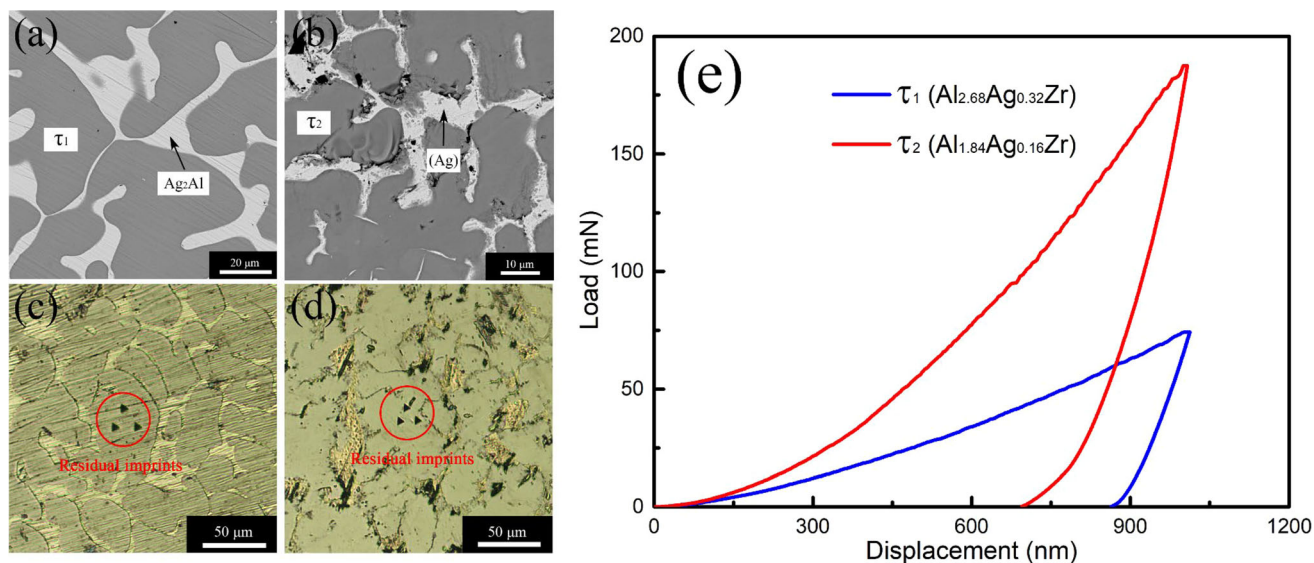 (a)
τ1
Ag2Al
20 μm
(b)
τ2
(Ag)
10 μm
(c)
Residual imprints
50 μm
(d)
Residual imprints
50 μm
(e)
τ1 (Al2.68Ag0.32Zr)
τ2 (Al1.84Ag0.16Zr)
200
150
100
50
0
Load (mN)
0 300 600 900 1200
Displacement (nm)